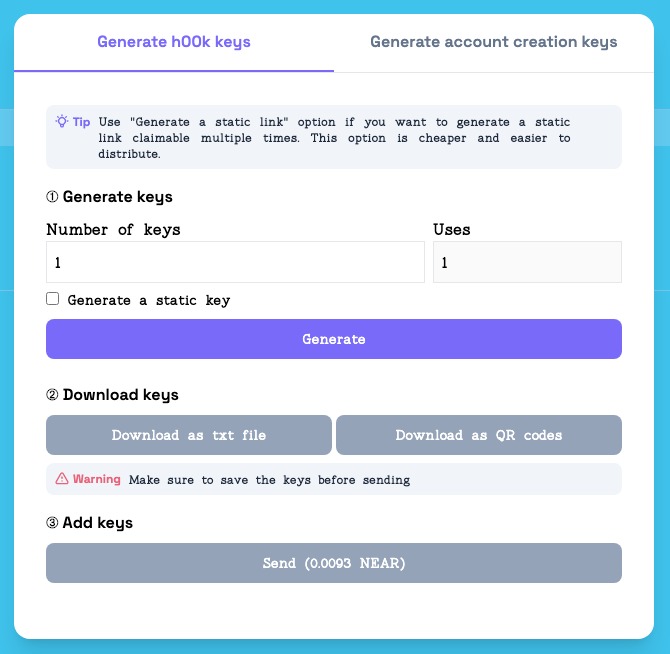 Generate h00k keys
Generate account creation keys
Tip
Use "Generate a static link" option if you want to generate a static
link claimable multiple times. This option is cheaper and easier to
distribute.
① Generate keys
Number of keys
Uses
1
1
Generate a static key
Generate
② Download keys
Download as txt file
Download as QR codes
Warning
Make sure to save the keys before sending
③ Add keys
Send (0.0093 NEAR)